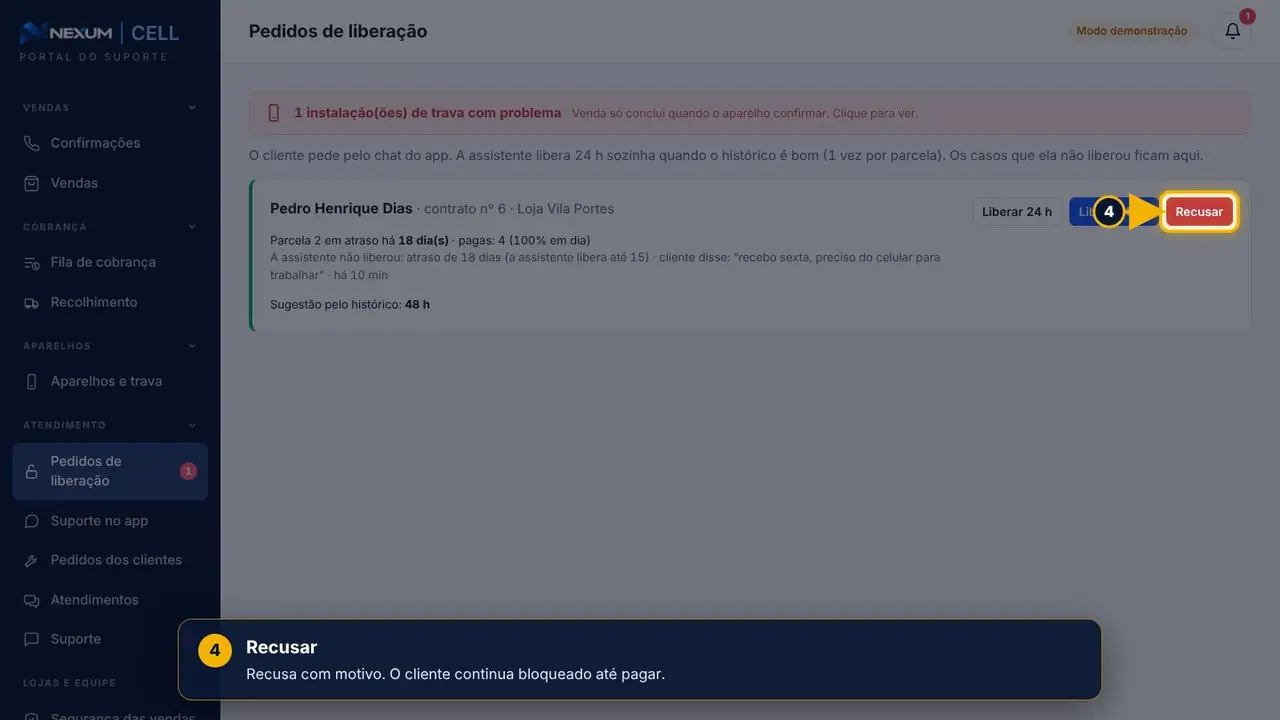 NEXUM | CELL
PORTAL DO SUPORTE
VENDAS
Confirmações
Vendas
COBRANÇA
Fila de cobrança
Recolhimento
APARELHOS
Aparelhos e trava
ATENDIMENTO
Pedidos de
liberação
1
Suporte no app
Pedidos dos clientes
Atendimentos
Suporte
LOJAS E EQUIPE
Segurança das vendas
Pedidos de liberação
Modo demonstração
1
1 instalação(ões) de trava com problema Venda só conclui quando o aparelho confirmar. Clique para ver.
O cliente pede pelo chat do app. A assistente libera 24 h sozinha quando o histórico é bom (1 vez por parcela). Os casos que ela não liberou ficam aqui.
Pedro Henrique Dias · contrato nº 6 · Loja Vila Portes
Liberar 24 h
4
Recusar
Parcela 2 em atraso há 18 dia(s) · pagas: 4 (100% em dia)
A assistente não liberou: atraso de 18 dias (a assistente libera até 15) · cliente disse: "recebo sexta, preciso do celular para
trabalhar" · há 10 min
Sugestão pelo histórico: 48 h
4
Recusar
Recusa com motivo. O cliente continua bloqueado até pagar.